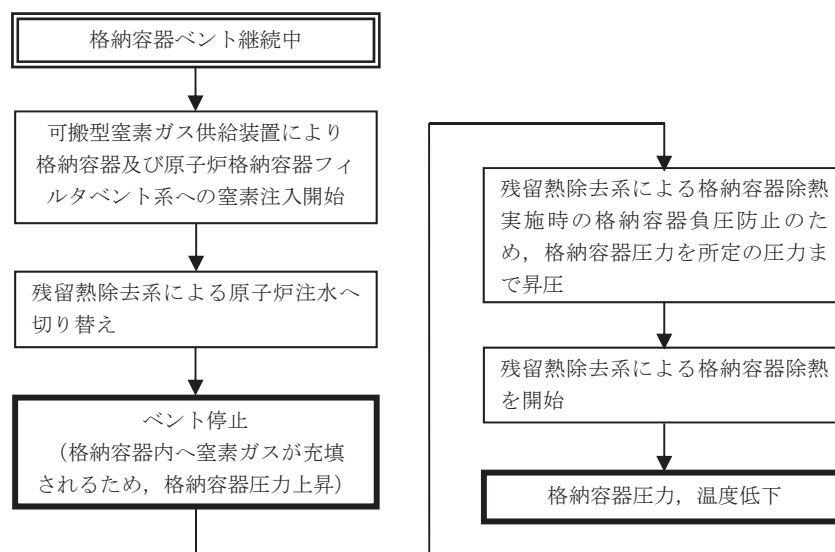 格納容器ベント継続中
可搬型窒素ガス供給装置により
格納容器及び原子炉格納容器フィ
ルタベント系への窒素注入開始
残留熱除去系による原子炉注水へ
切り替え
ベント停止
（格納容器内へ窒素ガスが充填
されるため，格納容器圧力上昇）
残留熱除去系による格納容器除熱
実施時の格納容器負圧防止のた
め，格納容器圧力を所定の圧力ま
で昇圧
残留熱除去系による格納容器除熱
を開始
格納容器圧力，温度低下